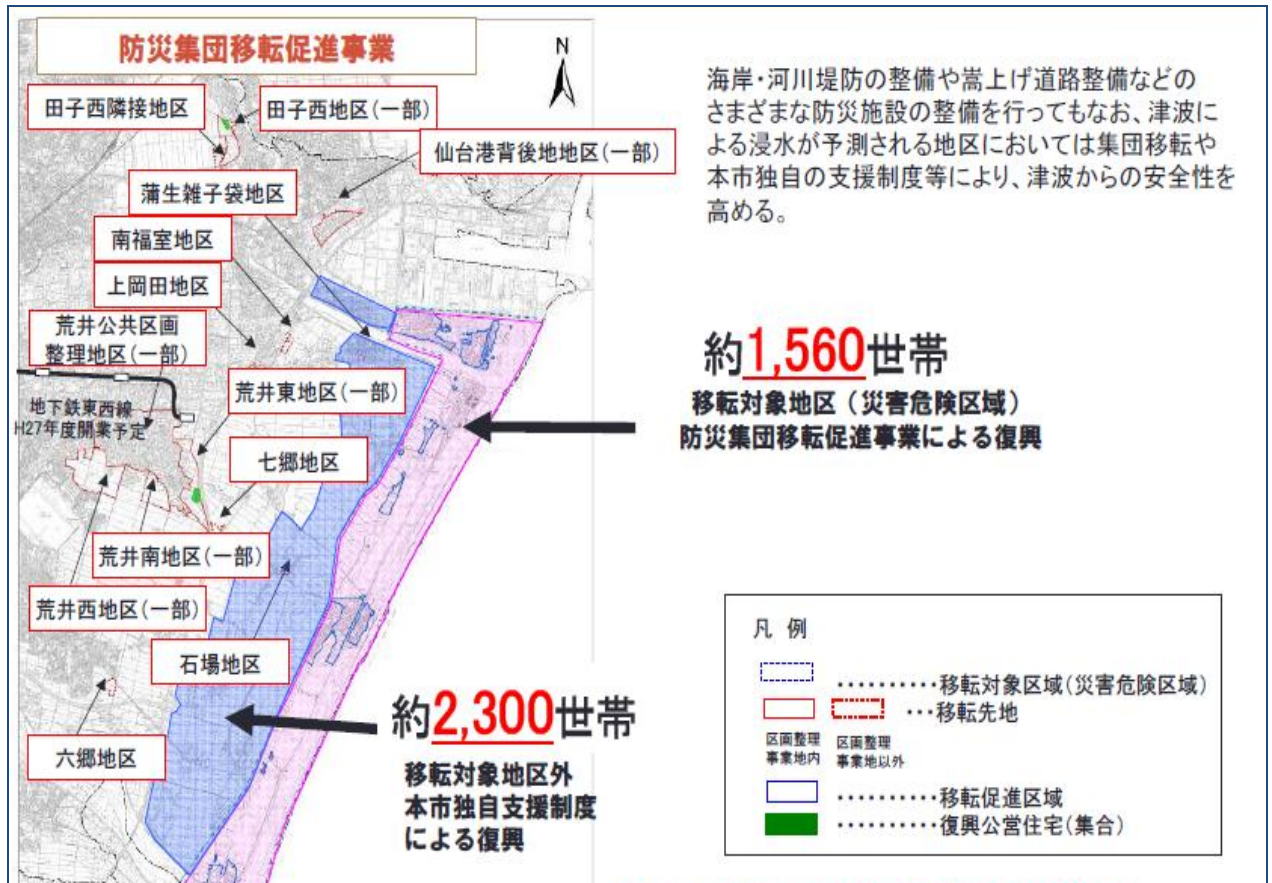 防災集団移転促進事業
N
田子西隣接地区
田子西地区(一部)
仙台港背後地地区(一部)
蒲生雑子袋地区
南福室地区
上岡田地区
荒井公共区画
整理地区(一部)
荒井東地区(一部)
地下鉄東西線
H27年度開業予定
七郷地区
荒井南地区(一部)
荒井西地区(一部)
石場地区
六郷地区
海岸・河川堤防の整備や嵩上げ道路整備などの
さまざまな防災施設の整備を行ってもなお、津波に
よる浸水が予測される地区においては集団移転や
本市独自の支援制度等により、津波からの安全性を
高める。
約1,560世帯
移転対象地区(災害危険区域)
防災集団移転促進事業による復興
約2,300世帯
移転対象地区外
本市独自支援制度
による復興
凡 例
‥‥‥‥‥移転対象区域(災害危険区域)
‥・移転先地
区画整理
事業地内
区画整理
事業地以外
‥‥‥‥‥移転促進区域
‥‥‥‥‥復興公営住宅(集合)